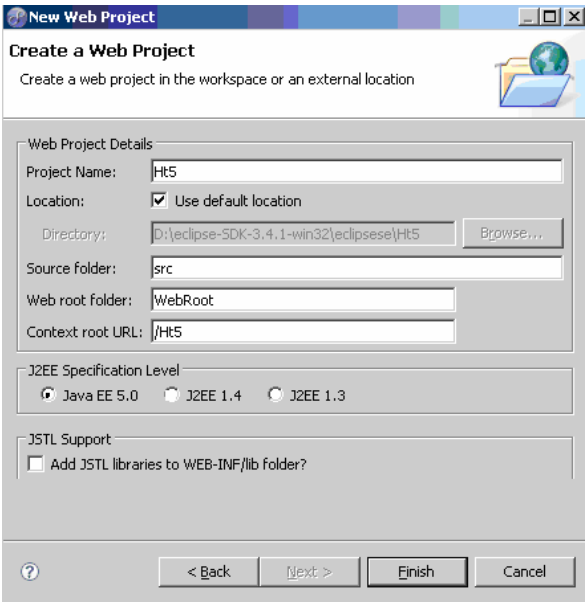 New Web Project
Create a Web Project
Create a web project in the workspace or an external location
Web Project Details
Project Name: Ht5
Location: Use default location
Directory: D:\eclipse-SDK-3.4.1-win32\eclipsese\Ht5 Browse...
Source folder: src
Web root folder: WebRoot
Context root URL: /Ht5
J2EE Specification Level
Java EE 5.0 J2EE 1.4 J2EE 1.3
JSTL Support
Add JSTL libraries to WEB-INF/lib folder?
? < Back Next > Finish Cancel